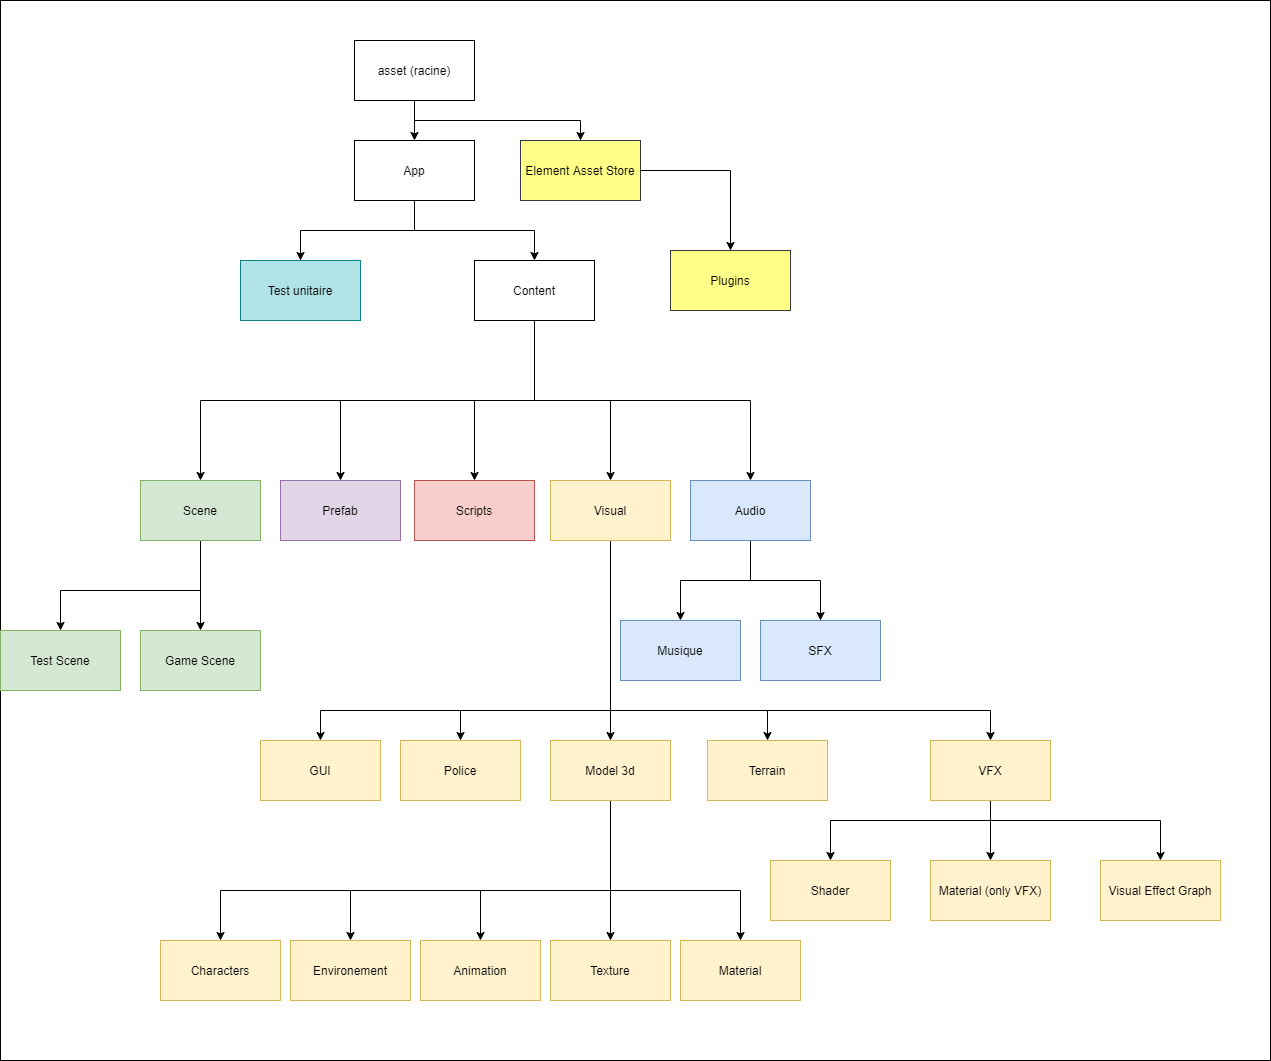 asset (racine)
App
Element Asset Store
Test unitaire
Content
Plugins
Scene
Prefab
Scripts
Visual
Audio
Musique
SFX
Test Scene
Game Scene
GUI
Police
Model 3d
Terrain
VFX
Shader
Material (only VFX)
Visual Effect Graph
Characters
Environement
Animation
Texture
Material